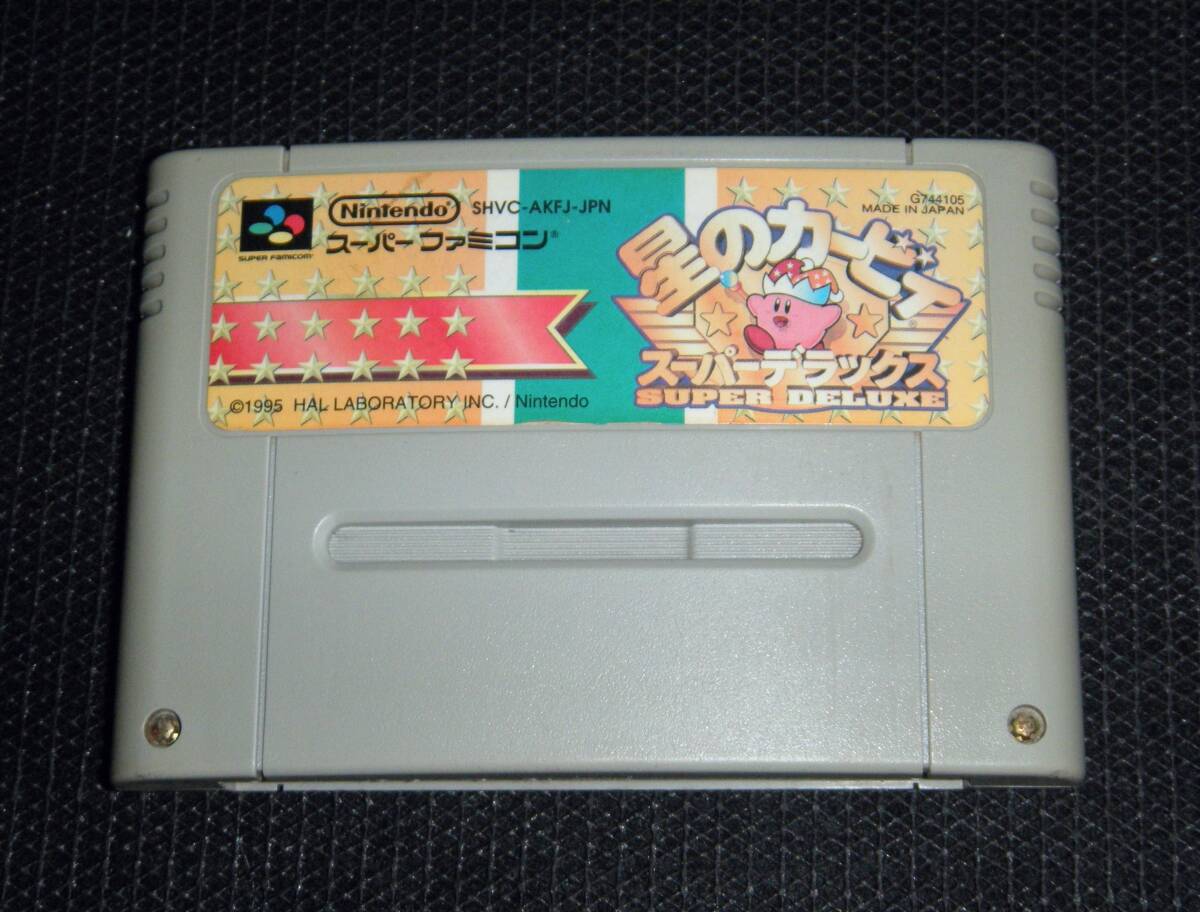 Nintendo® SHVC-AKFJ-JPN
スーパーファミコン®
SUPER FAMICOM®
G744105
MADE IN JAPAN
星のカービィ®
スーパーデラックス
SUPER DELUXE
©1995 HAL LABORATORY INC. / Nintendo